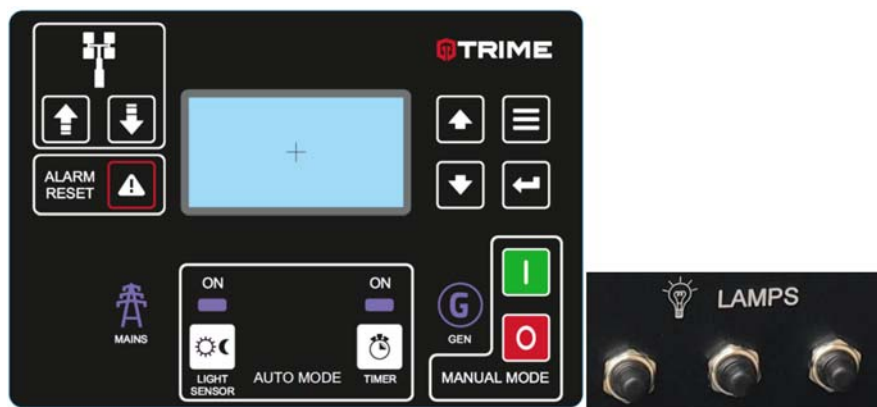 TRIME
ALARM
RESET
ON
ON
MAINS
G
GEN
I
O
LIGHT
SENSOR
AUTO MODE
TIMER
MANUAL MODE
LAMPS